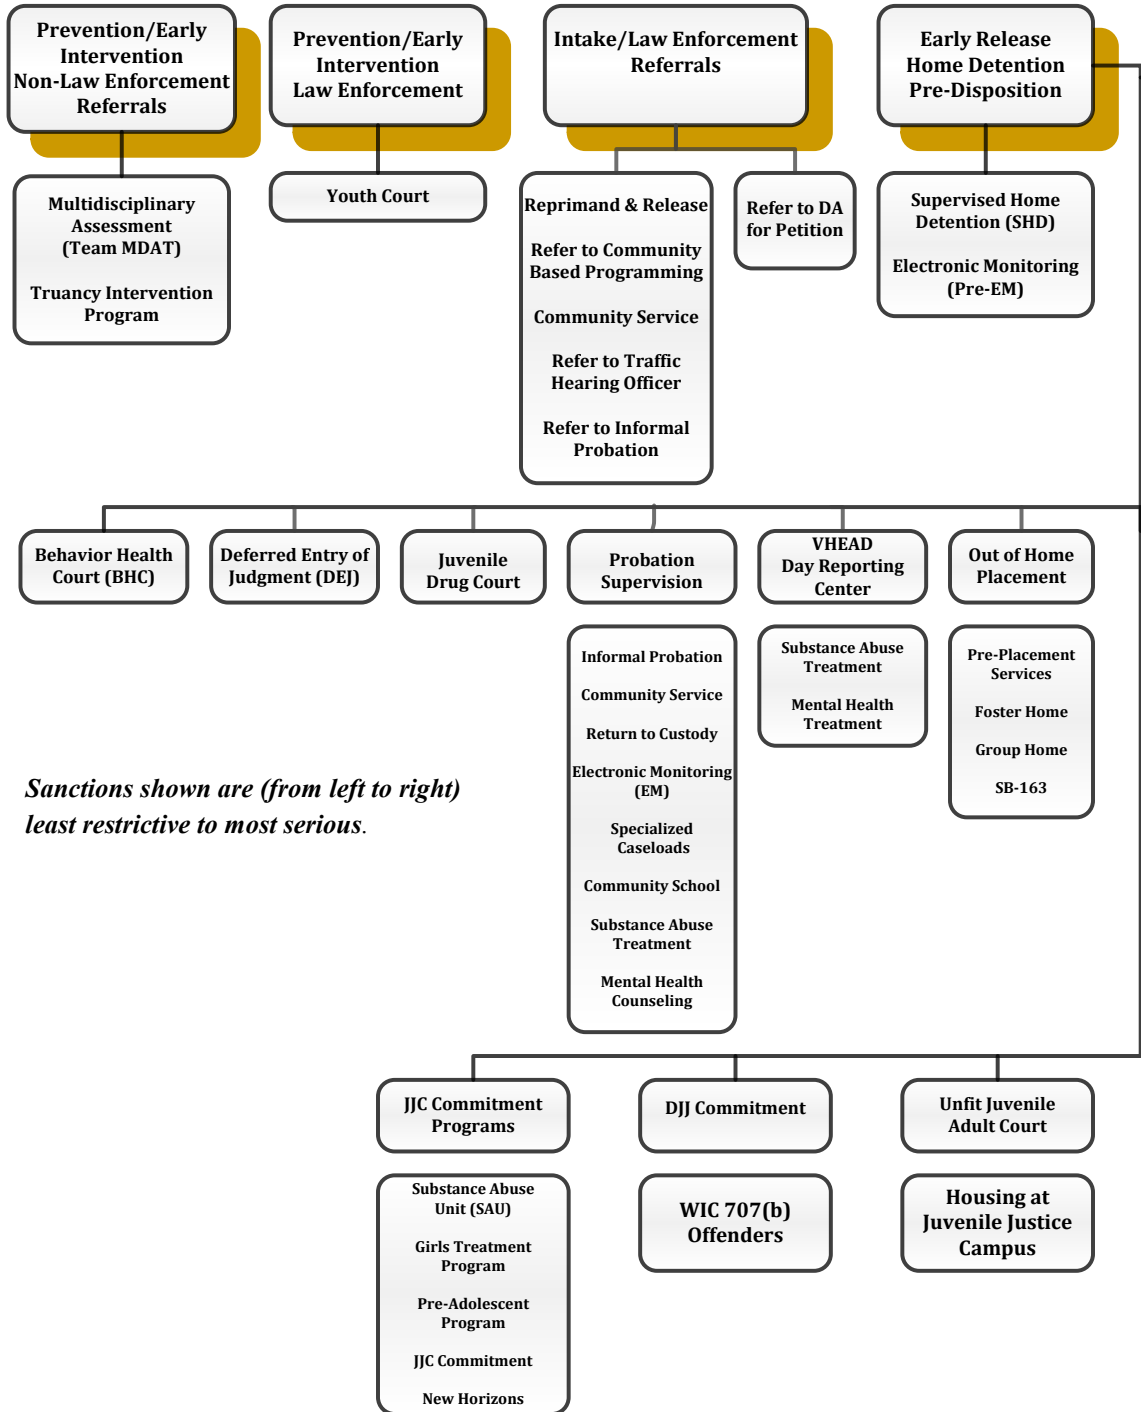 Prevention/Early
Intervention
Non-Law Enforcement
Referrals
Prevention/Early
Intervention
Law Enforcement
Intake/Law Enforcement
Referrals
Early Release
Home Detention
Pre-Disposition
Multidisciplinary
Assessment
(Team MDAT)
Truancy Intervention
Program
Youth Court
Reprimand & Release
Refer to Community
Based Programming
Community Service
Refer to Traffic
Hearing Officer
Refer to Informal
Probation
Refer to DA
for Petition
Supervised Home
Detention (SHD)
Electronic Monitoring
(Pre-EM)
Behavior Health
Court (BHC)
Deferred Entry of
Judgment (DEJ)
Juvenile
Drug Court
Probation
Supervision
VHEAD
Day Reporting
Center
Out of Home
Placement
Informal Probation
Community Service
Return to Custody
Electronic Monitoring
(EM)
Specialized
Caseloads
Community School
Substance Abuse
Treatment
Mental Health
Counseling
Substance Abuse
Treatment
Mental Health
Treatment
Pre-Placement
Services
Foster Home
Group Home
SB-163
Sanctions shown are (from left to right)
least restrictive to most serious.
JJC Commitment
Programs
DJJ Commitment
Unfit Juvenile
Adult Court
Substance Abuse
Unit (SAU)
Girls Treatment
Program
Pre-Adolescent
Program
JJC Commitment
New Horizons
WIC 707(b)
Offenders
Housing at
Juvenile Justice
Campus